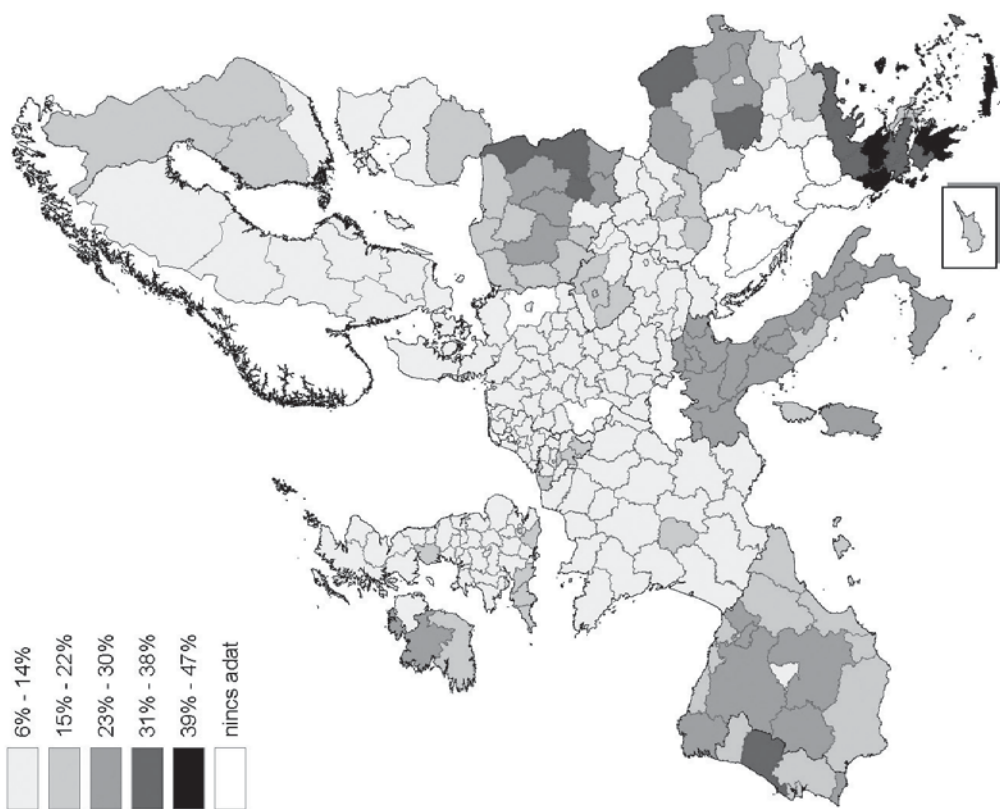 6% - 14%
15% - 22%
23% - 30%
31% - 38%
39% - 47%
nincs adat